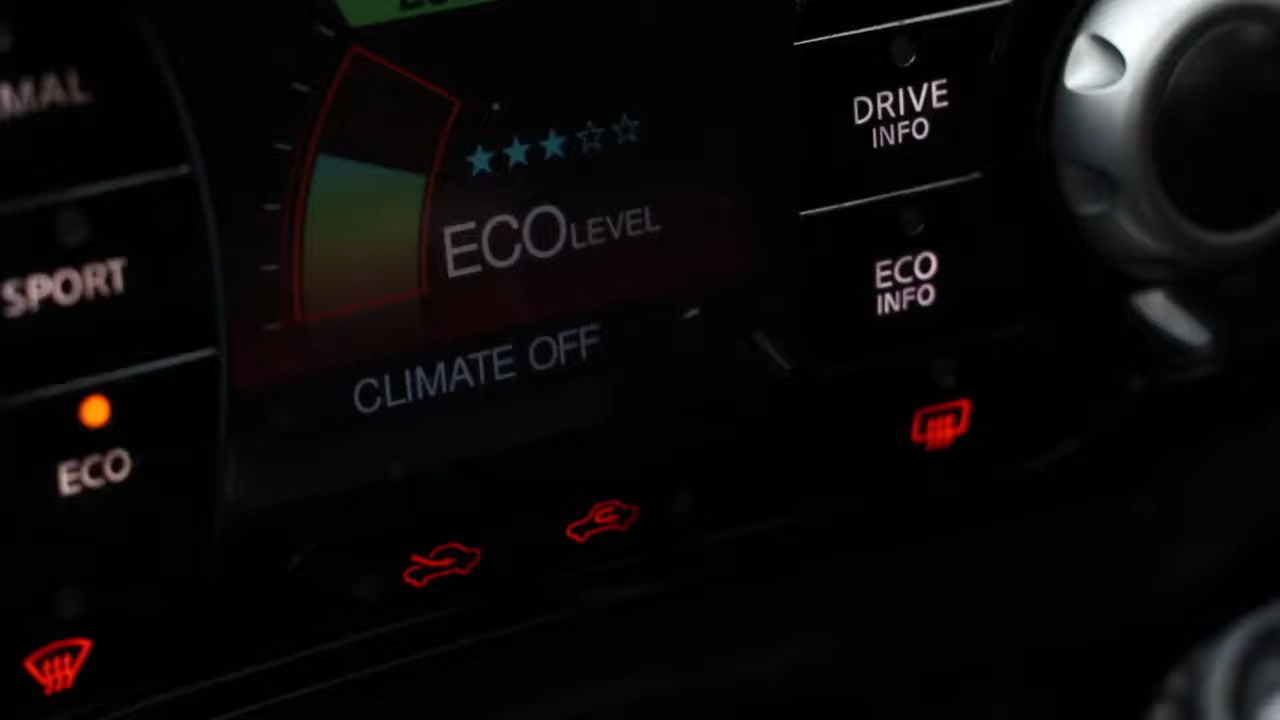 MAL
SPORT
ECO
ECO LEVEL
CLIMATE OFF
DRIVE
INFO
ECO
INFO